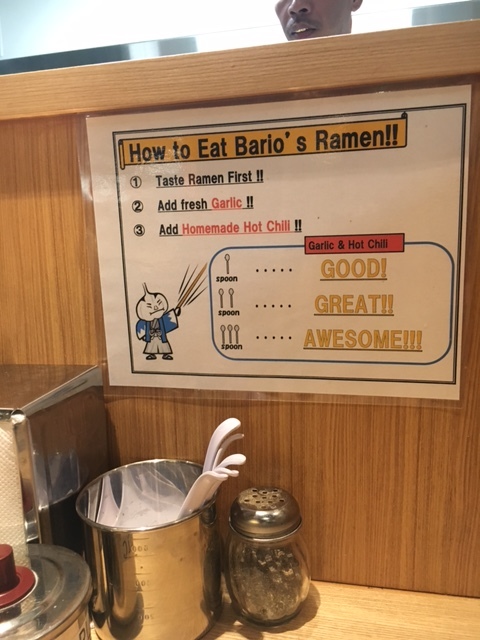 How to Eat Bario's Ramen!!
① Taste Ramen First !!
② Add fresh Garlic !!
③ Add Homemade Hot Chili !!
Garlic & Hot Chili
spoon ····· GOOD!
spoon ····· GREAT!!
spoon ····· AWESOME!!!